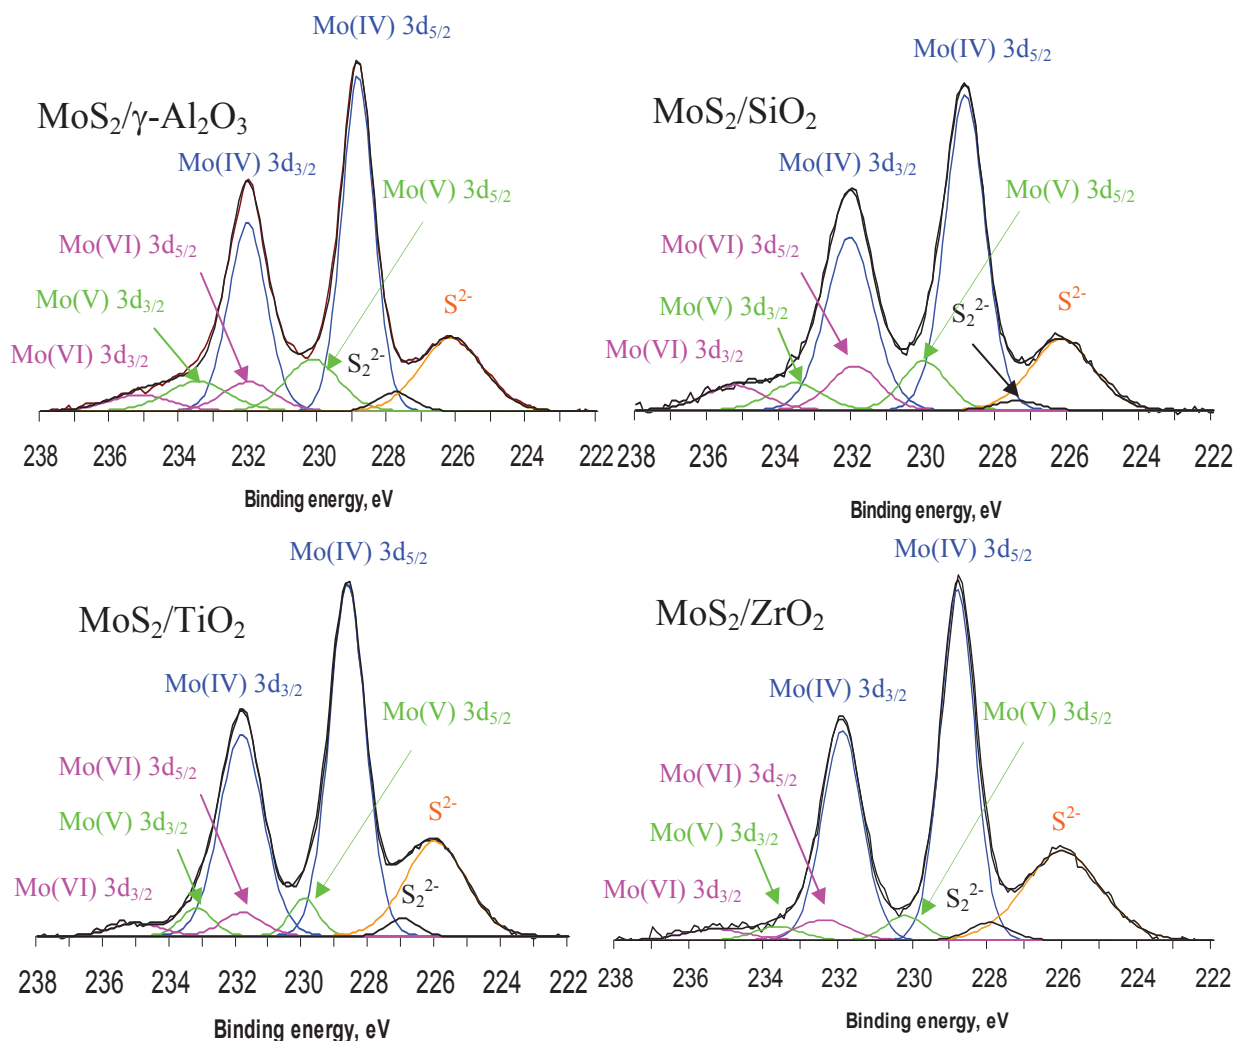 Mo(IV) 3d5/2
MoS2/γ-Al2O3
Mo(IV) 3d3/2
Mo(V) 3d5/2
Mo(VI) 3d5/2
Mo(V) 3d3/2
S2-
Mo(VI) 3d3/2
S22-
238 236 234 232 230 228 226 224 222
Binding energy, eV
Mo(IV) 3d5/2
MoS2/SiO2
Mo(IV) 3d3/2
Mo(V) 3d5/2
Mo(VI) 3d5/2
Mo(V) 3d3/2
S22-
S2-
Mo(VI) 3d3/2
238 236 234 232 230 228 226 224 222
Binding energy, eV
Mo(IV) 3d5/2
MoS2/TiO2
Mo(IV) 3d3/2
Mo(V) 3d5/2
Mo(VI) 3d5/2
Mo(V) 3d3/2
S2-
Mo(VI) 3d3/2
S22-
238 236 234 232 230 228 226 224 222
Binding energy, eV
Mo(IV) 3d5/2
MoS2/ZrO2
Mo(IV) 3d3/2
Mo(V) 3d5/2
Mo(VI) 3d5/2
Mo(V) 3d3/2
S2-
Mo(VI) 3d3/2
S22-
238 236 234 232 230 228 226 224 222
Binding energy, eV